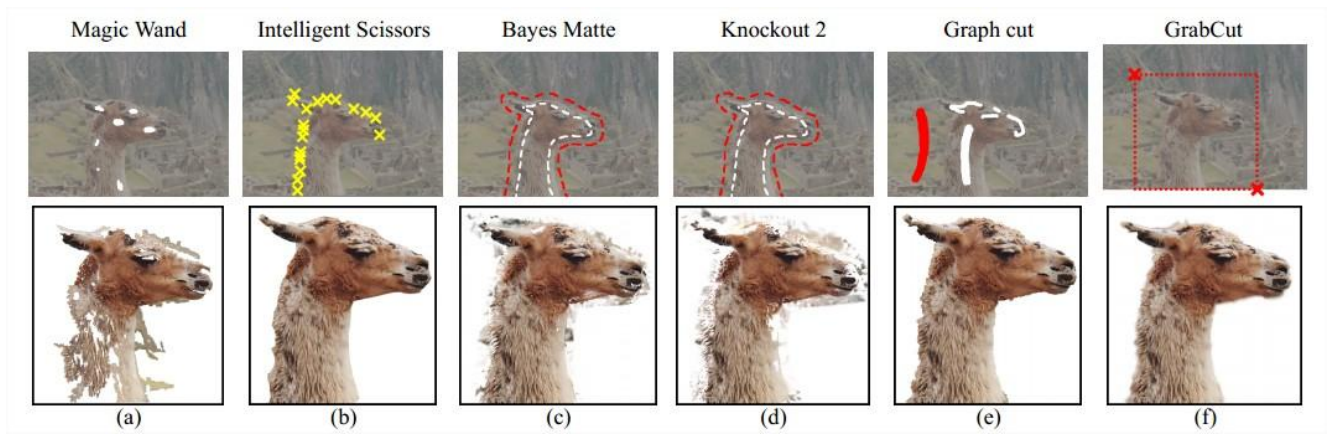 Magic Wand Intelligent Scissors Bayes Matte Knockout 2 Graph cut GrabCut
(a) (b) (c) (d) (e) (f)